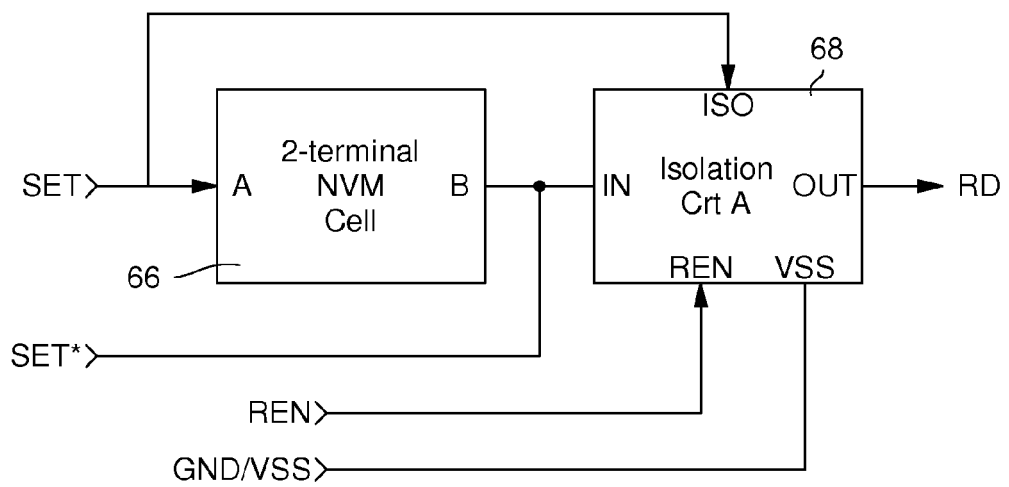 68
ISO
2-terminal
NVM
Cell
Isolation
Crt A
SET
A
B
IN
OUT
RD
66
REN
VSS
SET*
REN
GND/VSS